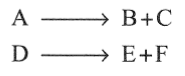 A ⟶ B+C
D ⟶ E+F